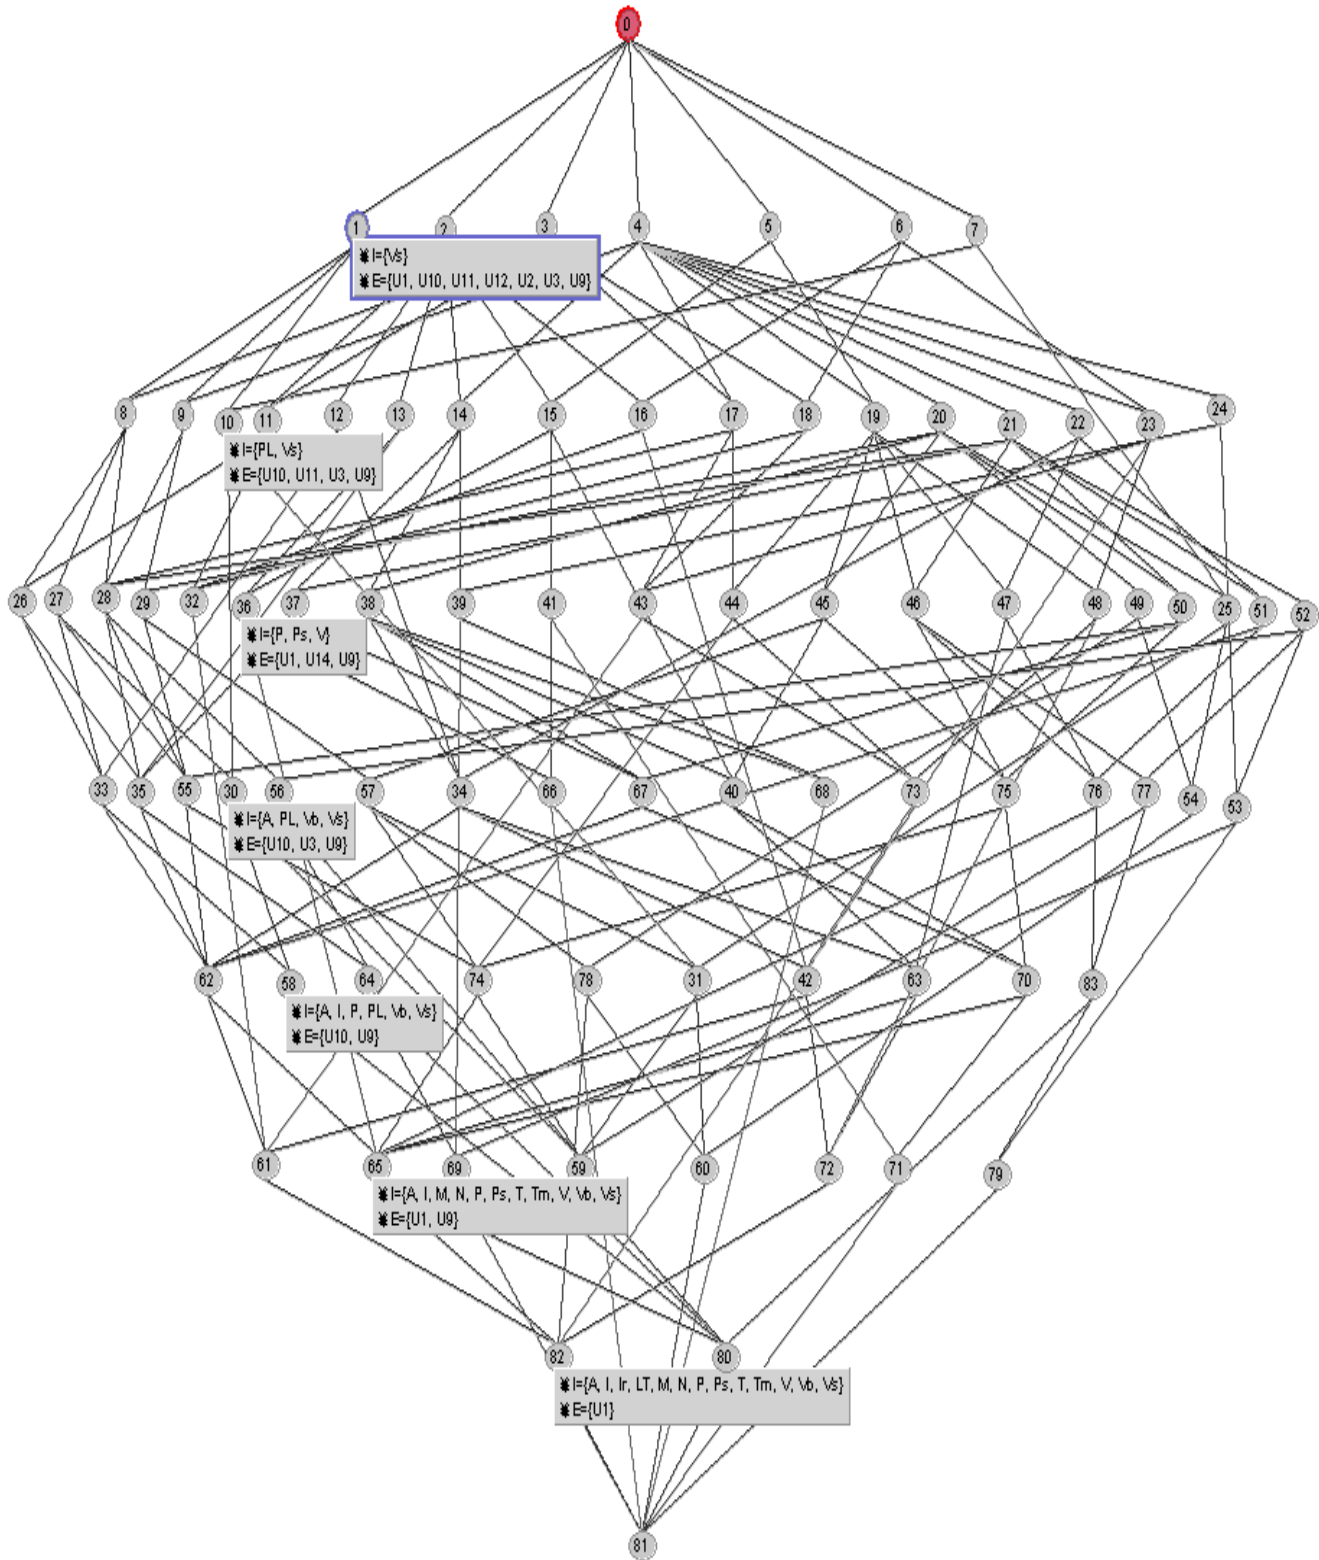 0
1 2 3 4 5 6 7
I={Vs}
E={U1, U10, U11, U12, U2, U3, U9}
8 9 10 11 12 13 14 15 16 17 18 19 20 21 22 23 24
I={PL, Vs}
E={U10, U11, U3, U9}
26 27 28 29 32 36 37 38 39 41 43 44 45 46 47 48 49 50 25 51 52
I={P, Ps, V}
E={U1, U14, U9}
33 35 55 30 56 57 34 66 67 40 68 73 75 76 77 54 53
I={A, PL, Vb, Vs}
E={U10, U3, U9}
62 58 64 74 78 31 42 63 70 83
I={A, I, P, PL, Vb, Vs}
E={U10, U9}
61 65 69 59 60 72 71 79
I={A, I, M, N, P, Ps, T, Tm, V, Vb, Vs}
E={U1, U9}
82 80
I={A, I, Ir, LT, M, N, P, Ps, T, Tm, V, Vb, Vs}
E={U1}
81